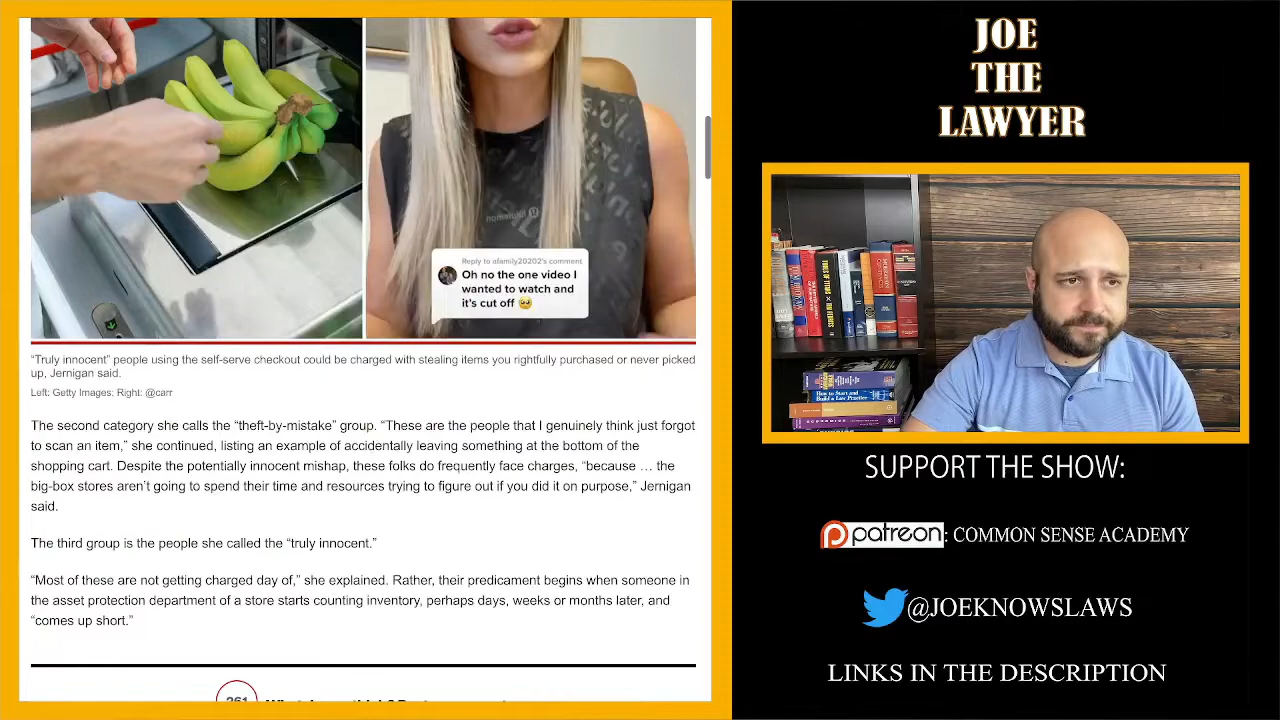 JOE
THE
LAWYER
Reply to afamily20202's comment
Oh no the one video I
wanted to watch and
it's cut off 🥺
"Truly innocent" people using the self-serve checkout could be charged with stealing items you rightfully purchased or never picked
up, Jernigan said.
Left: Getty Images; Right: @carr
The second category ells the "theft-by-mistake" group. "These are the people that I genuinely think just forgot
to scan an item," she continued, listing an example of accidentally leaving something at the bottom of the
shopping cart. Despite the potentially innocent mishap, these folks do frequently face charges, "because … the
big-box stores aren't going to spend their time and resources trying to figure out if you did it on purpose," Jernigan
said.
The third group is the people she called the "truly innocent."
"Most of these are not getting charged day of," she explained. Rather, their predicament begins when someone in
the asset protection department of a store starts counting inventory, perhaps days, weeks or months later, and
"comes up short."
SUPPORT THE SHOW:
patreon: COMMON SENSE ACADEMY
@JOEKNOWSLAWS
LINKS IN THE DESCRIPTION